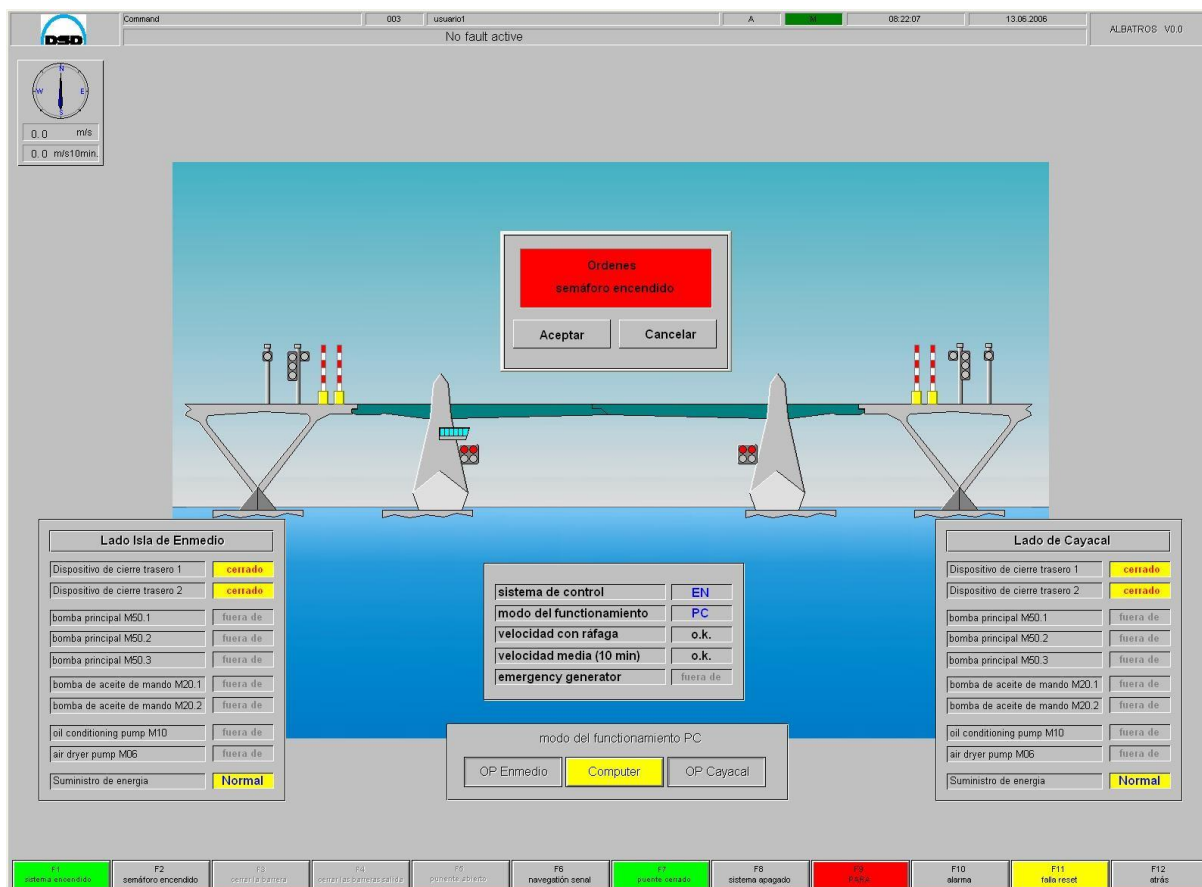 DSD
Command 003 usuario1 A M 08:22:07 13.06.2006
No fault active
ALBATROS V0.0
N
W E
S
0.0 m/s
0.0 m/s10min.
Ordenes
semáforo encendido
Aceptar Cancelar
Lado Isla de Enmedio
Dispositivo de cierre trasero 1 cerrado
Dispositivo de cierre trasero 2 cerrado
bomba principal M50.1 fuera de
bomba principal M50.2 fuera de
bomba principal M50.3 fuera de
bomba de aceite de mando M20.1 fuera de
bomba de aceite de mando M20.2 fuera de
oil conditioning pump M10 fuera de
air dryer pump M06 fuera de
Suministro de energia Normal
sistema de control EN
modo del functionamiento PC
velocidad con ráfaga o.k.
velocidad media (10 min) o.k.
emergency generator fuera de
modo del functionamiento PC
OP Enmedio Computer OP Cayacal
Lado de Cayacal
Dispositivo de cierre trasero 1 cerrado
Dispositivo de cierre trasero 2 cerrado
bomba principal M50.1 fuera de
bomba principal M50.2 fuera de
bomba principal M50.3 fuera de
bomba de aceite de mando M20.1 fuera de
bomba de aceite de mando M20.2 fuera de
oil conditioning pump M10 fuera de
air dryer pump M06 fuera de
Suministro de energia Normal
F1 F2 F3 F4 F5 F6 F7 F8 F9 F10 F11 F12
sistema encendido semáforo encendido cerrar la barrera cerrar las barreras salida punente abierto navegatión senal puente cerrado sistema apagado PARA alarma falla reset atrás